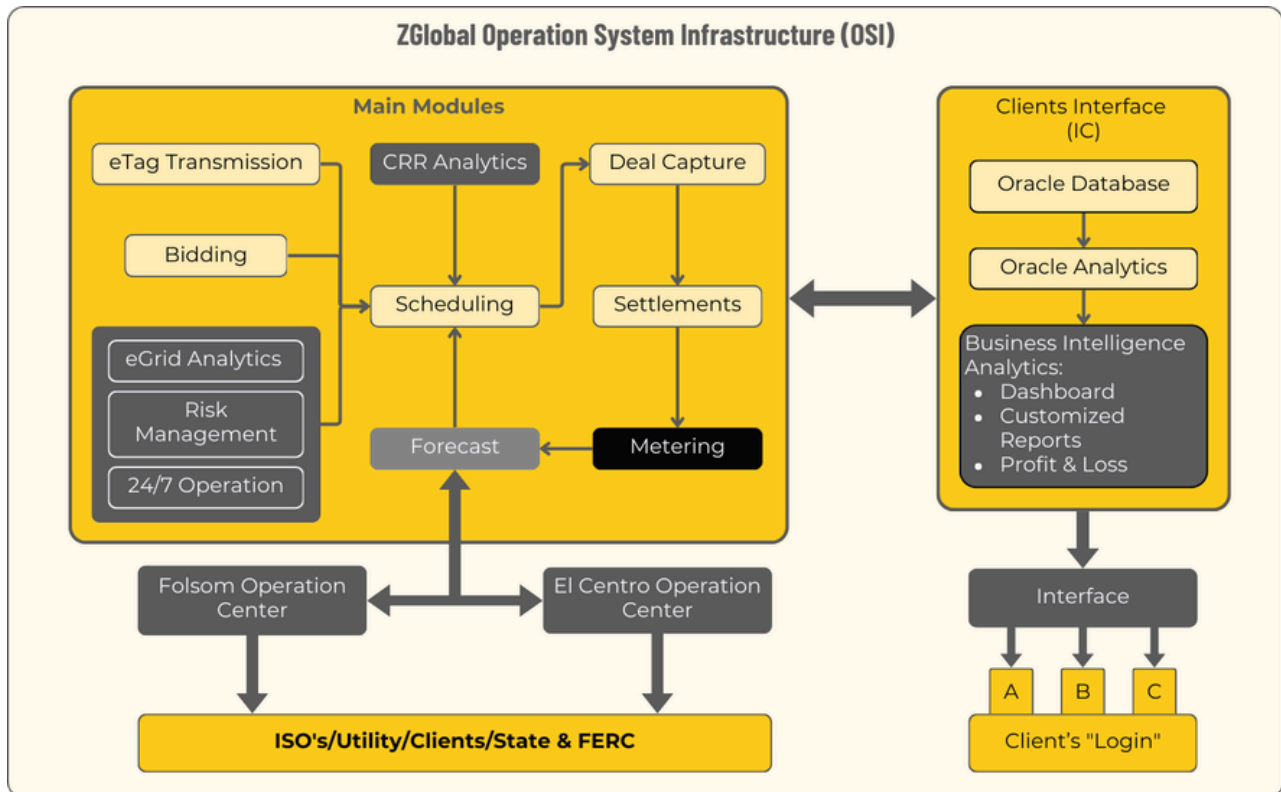 ZGlobal Operation System Infrastructure (OSI)
Main Modules
eTag Transmission
CRR Analytics
Deal Capture
Bidding
Scheduling
Settlements
eGrid Analytics
Risk
Management
24/7 Operation
Forecast
Metering
Clients Interface
(IC)
Oracle Database
Oracle Analytics
Business Intelligence
Analytics:
• Dashboard
• Customized
Reports
• Profit & Loss
Folsom Operation
Center
El Centro Operation
Center
Interface
A
B
C
ISO's/Utility/Clients/State & FERC
Client’s "Login"